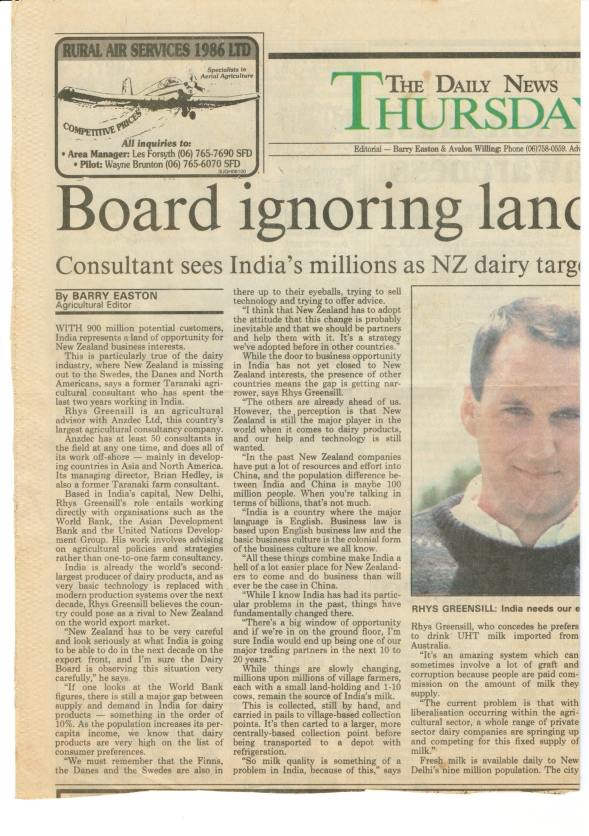 RURAL AIR SERVICES 1986 LTD
Specialists in
Aerial Agriculture
COMPETITIVE PRICES
All inquiries to:
• Area Manager: Les Forsyth (06) 765-7690 SFD
• Pilot: Wayne Brunton (06) 765-6070 SFD
THE DAILY NEWS
THURSDA
Editorial — Barry Easton & Avalon Willing: Phone (06)758-0559. Adv
Board ignoring land
Consultant sees India's millions as NZ dairy targe
By BARRY EASTON
Agricultural Editor
WITH 900 million potential customers,
India represents a land of opportunity for
New Zealand business interests.
This is particularly true of the dairy
industry, where New Zealand is missing
out to the Swedes, the Danes and North
Americans, says a former Taranaki agri-
cultural consultant who has spent the
last two years working in India.
Rhys Greensill is an agricultural
advisor with Anzdec Ltd, this country's
largest agricultural consultancy company.
Anzdec has at least 50 consultants in
the field at any one time, and does all of
its work off-shore — mainly in develop-
ing countries in Asia and North America.
Its managing director, Brian Hedley, is
also a former Taranaki farm consultant.
Based in India's capital, New Delhi,
Rhys Greensill's role entails working
directly with organisations such as the
World Bank, the Asian Development
Bank and the United Nations Develop-
ment Group. His work involves advising
on agricultural policies and strategies
rather than one-to-one farm consultancy.
India is already the world's second-
largest producer of dairy products, and as
very basic technology is replaced with
modern production systems over the next
decade, Rhys Greensill believes the coun-
try could pose as a rival to New Zealand
on the world export market.
"New Zealand has to be very careful
and look seriously at what India is going
to be able to do in the next decade on the
export front, and I'm sure the Dairy
Board is observing this situation very
carefully," he says.
"If one looks at the World Bank
figures, there is still a major gap between
supply and demand in India for dairy
products — something in the order of
10%. As the population increases its per-
capita income, we know that dairy
products are very high on the list of
consumer preferences.
"We must remember that the Finns,
the Danes and the Swedes are also in
there up to their eyeballs, trying to sell
technology and trying to offer advice.
"I think that New Zealand has to adopt
the attitude that this change is probably
inevitable and that we should be partners
and help them with it. It's a strategy
we've adopted before in other countries."
While the door to business opportunity
in India has not yet closed to New
Zealand interests, the presence of other
countries means the gap is getting nar-
rower, says Rhys Greensill.
"The others are already ahead of us.
However, the perception is that New
Zealand is still the major player in the
world when it comes to dairy products,
and our help and technology is still
wanted.
"In the past New Zealand companies
have put a lot of resources and effort into
China, and the population difference be-
tween India and China is maybe 100
million people. When you're talking in
terms of billions, that's not much.
"India is a country where the major
language is English. Business law is
based upon English business law and the
basic business culture is the colonial form
of the business culture we all know.
"All these things combine make India a
hell of a lot easier place for New Zealand-
ers to come and do business than will
ever be the case in China.
"While I know India has had its partic-
ular problems in the past, things have
fundamentally changed there.
"There's a big window of opportunity
and if we're in on the ground floor, I'm
sure India would end up being one of our
major trading partners in the next 10 to
20 years."
While things are slowly changing,
millions upon millions of village farmers,
each with a small land-holding and 1-10
cows, remain the source of India's milk.
This is collected, still by hand, and
carried in pails to village-based collection
points. It's then carted to a larger, more
centrally-based collection point before
being transported to a depot with
refrigeration.
"So milk quality is something of a
problem in India, because of this," says
RHYS GREENSILL: India needs our e
Rhys Greensill, who concedes he prefers
to drink UHT milk imported from
Australia.
"It's an amazing system which can
sometimes involve a lot of graft and
corruption because people are paid com-
mission on the amount of milk they
supply.
"The current problem is that with
liberalisation occurring within the agri-
cultural sector, a whole range of private
sector dairy companies are springing up
and competing for this fixed supply of
milk."
Fresh milk is available daily to New
Delhi's nine million population. The city